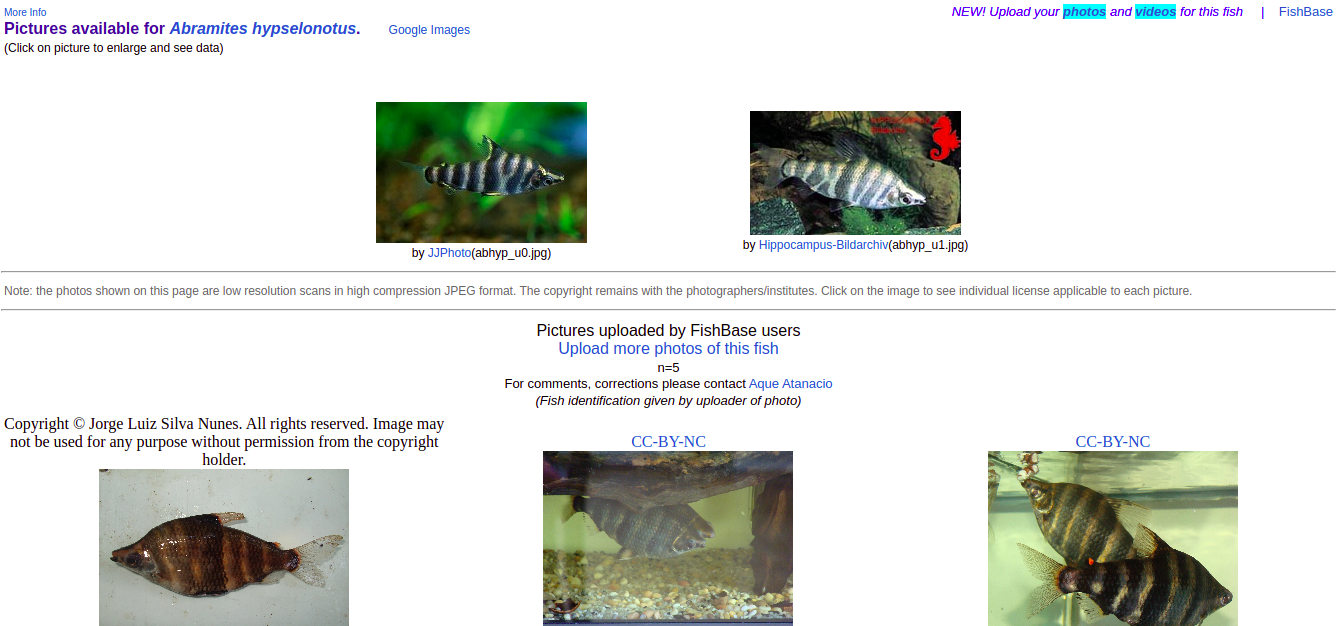 More Info
NEW! Upload your photos and videos for this fish | FishBase
Pictures available for Abramites hypselonotus. Google Images
(Click on picture to enlarge and see data)
by JJPhoto(abhyp_u0.jpg)
by Hippocampus-Bildarchiv(abhyp_u1.jpg)
Note: the photos shown on this page are low resolution scans in high compression JPEG format. The copyright remains with the photographers/institutes. Click on the image to see individual license applicable to each picture.
Pictures uploaded by FishBase users
Upload more photos of this fish
n=5
For comments, corrections please contact Aque Atanacio
(Fish identification given by uploader of photo)
Copyright © Jorge Luiz Silva Nunes. All rights reserved. Image may
not be used for any purpose without permission from the copyright
holder.
CC-BY-NC
CC-BY-NC